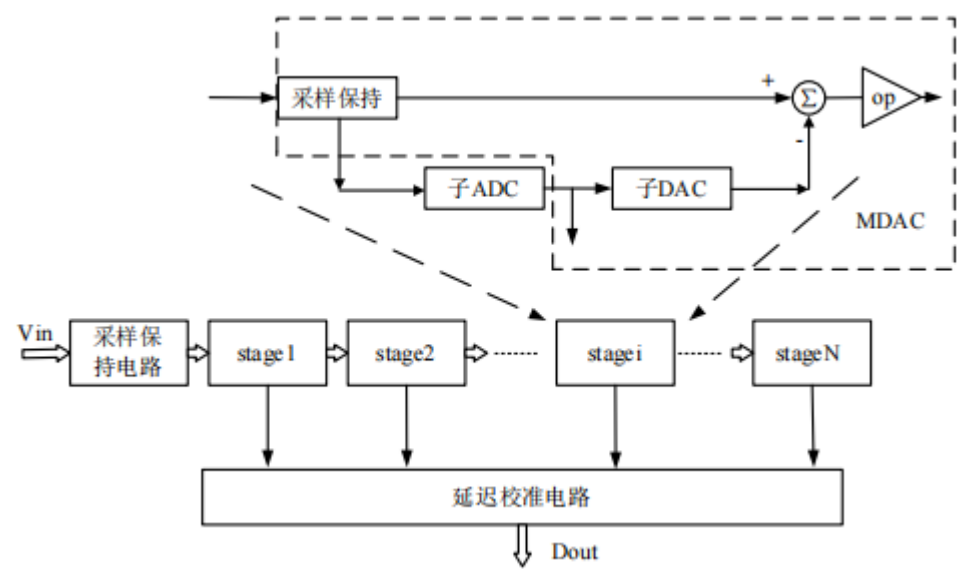 采样保持
+
Σ
op
-
子ADC
子DAC
MDAC
Vin
采样保
持电路
stage1
stage2
stagei
stageN
延迟校准电路
Dout